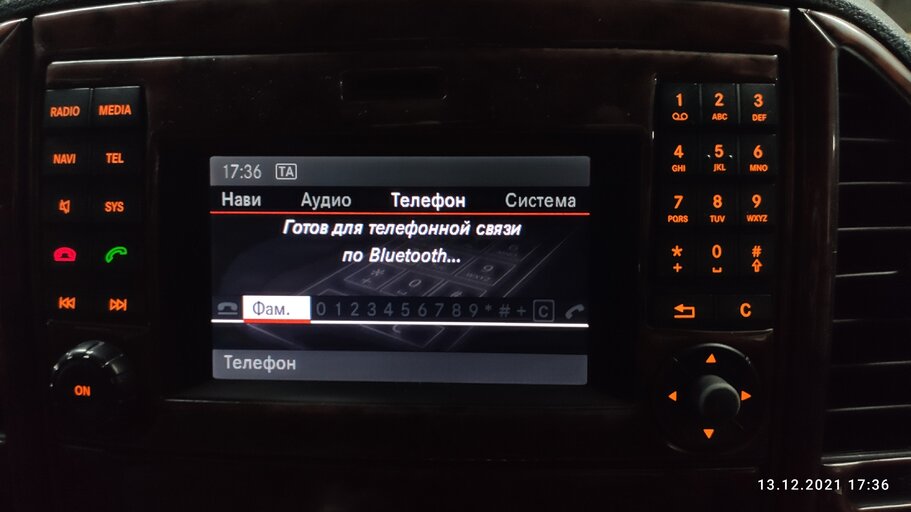 RADIO MEDIA
NAVI TEL
SYS
ON
17:36 TA
Нави Аудио Телефон Система
Готов для телефонной связи
по Bluetooth...
Фам. 0 1 2 3 4 5 6 7 8 9 * # + C
Телефон
1 2 3
ABC DEF
4 5 6
GHI JKL MNO
7 8 9
PQRS TUV WXYZ
* 0 #
+
C
13.12.2021 17:36